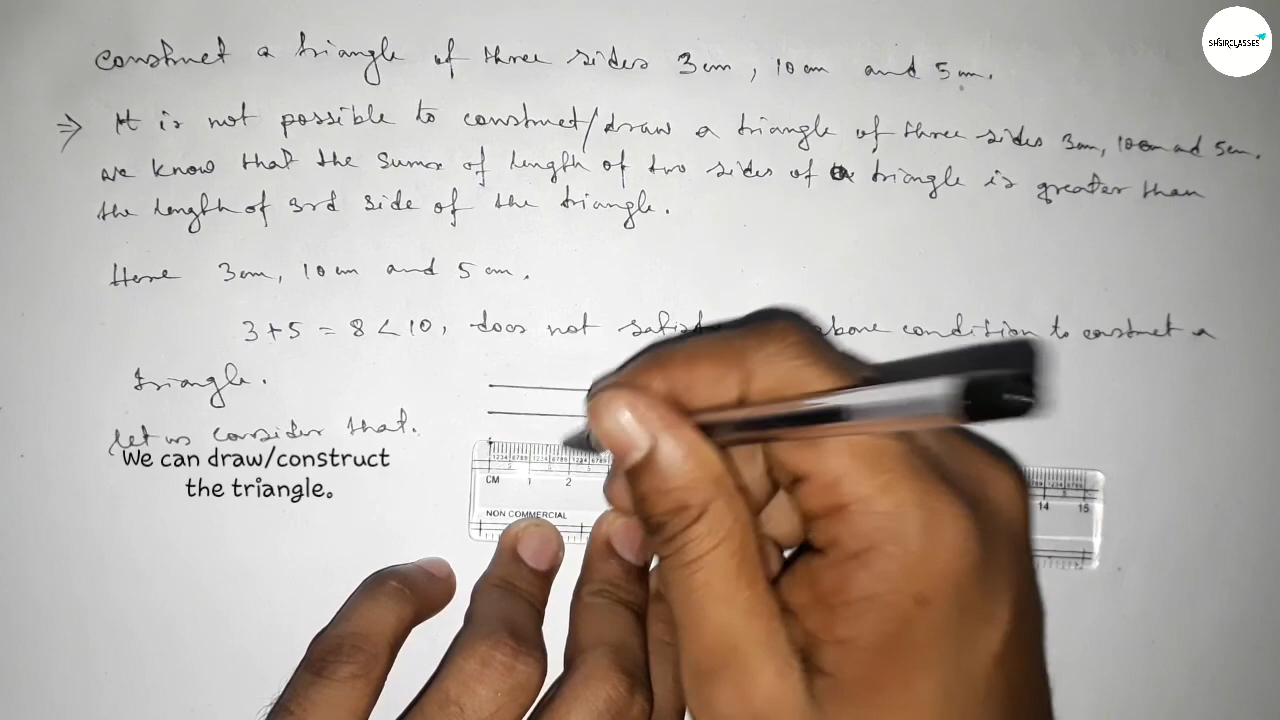 SHSIRCLASSES
Construct a triangle of three sides 3cm, 10cm and 5cm.
⇒ It is not possible to construct/draw a triangle of three sides 3cm, 10cm and 5cm.
we know that the sum of length of two sides of a triangle is greater than
the length of 3rd side of the triangle.
Here 3cm, 10cm and 5cm.
3+5 = 8 < 10, does not above condition to construct a
triangle.
let us consider that.
We can draw/construct
the triangle.
CM 1 2 14 15
NON COMMERCIAL